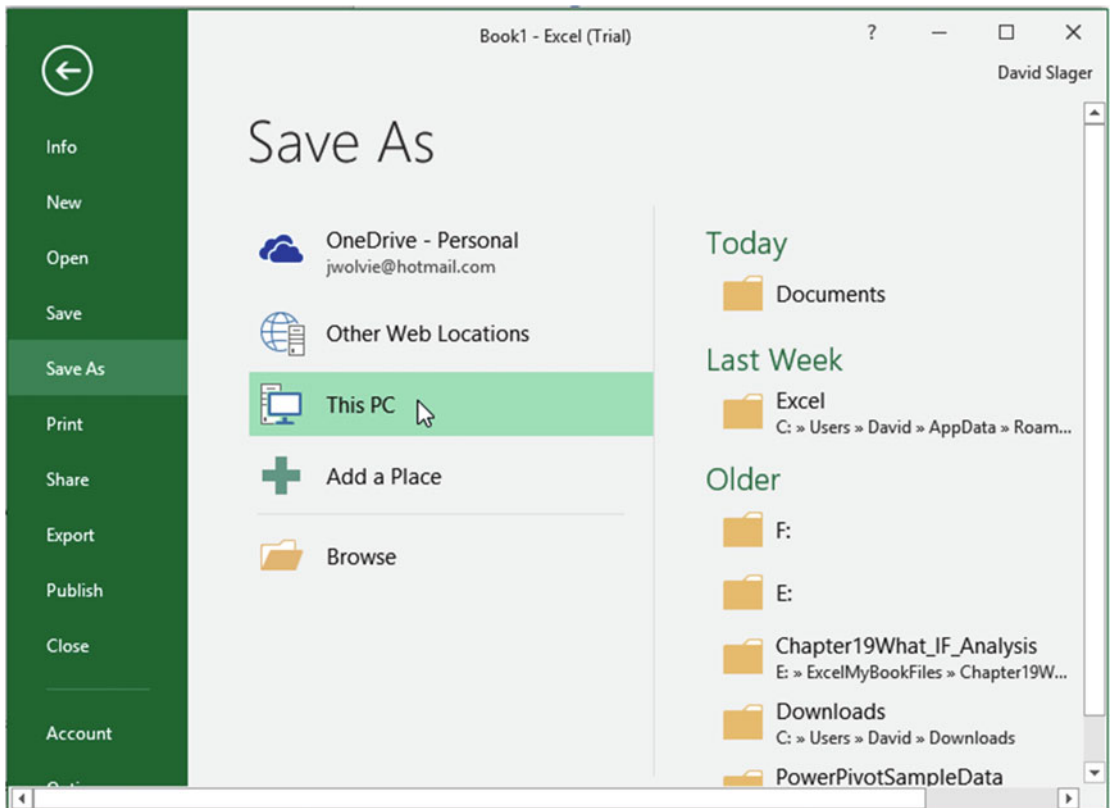 Book1 - Excel (Trial)
?
David Slager
Info
New
Open
Save
Save As
Print
Share
Export
Publish
Close
Account
Save As
OneDrive - Personal
jwolvie@hotmail.com
Other Web Locations
This PC
Add a Place
Browse
Today
Documents
Last Week
Excel
C: » Users » David » AppData » Roam...
Older
F:
E:
Chapter19What_IF_Analysis
E: » ExcelMyBookFiles » Chapter19W...
Downloads
C: » Users » David » Downloads
PowerPivotSampleData